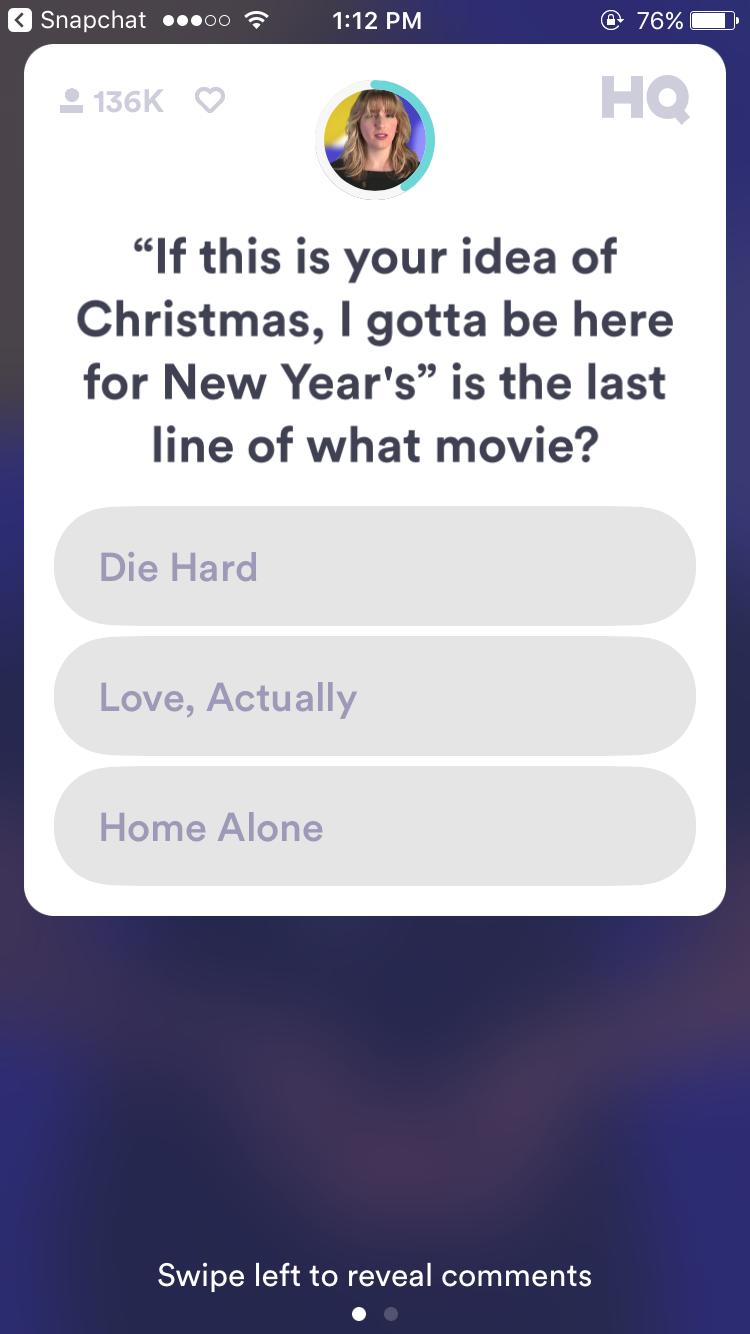 Snapchat 1:12 PM 76%
136K HQ
“If this is your idea of
Christmas, I gotta be here
for New Year's” is the last
line of what movie?
Die Hard
Love, Actually
Home Alone
Swipe left to reveal comments